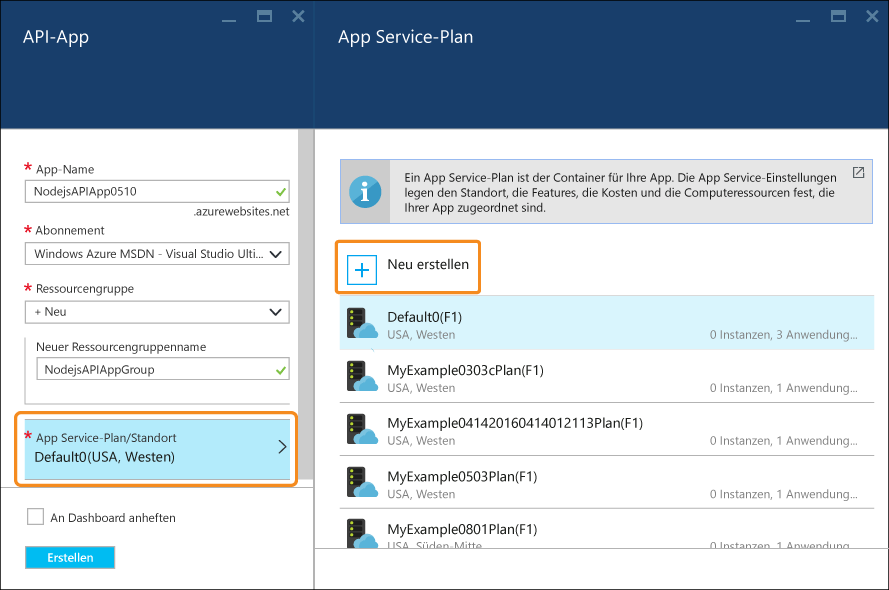 API-App
* App-Name
NodejsAPIApp0510
.azurewebsites.net
* Abonnement
Windows Azure MSDN - Visual Studio Ulti...
* Ressourcengruppe
+ Neu
Neuer Ressourcengruppenname
NodejsAPIAppGroup
* App Service-Plan/Standort
Default0(USA, Westen)
An Dashboard anheften
Erstellen
App Service-Plan
Ein App Service-Plan ist der Container für Ihre App. Die App Service-Einstellungen
legen den Standort, die Features, die Kosten und die Computeressourcen fest, die
Ihrer App zugeordnet sind.
Neu erstellen
Default0(F1)
USA, Westen 0 Instanzen, 3 Anwendung...
MyExample0303cPlan(F1)
USA, Westen 0 Instanzen, 1 Anwendung...
MyExample041420160414012113Plan(F1)
USA, Westen 0 Instanzen, 1 Anwendung...
MyExample0503Plan(F1)
USA, Westen 0 Instanzen, 1 Anwendung...
MyExample0801Plan(F1)
USA, Süden-Mitte 0 Instanzen, 1 Anwendung...